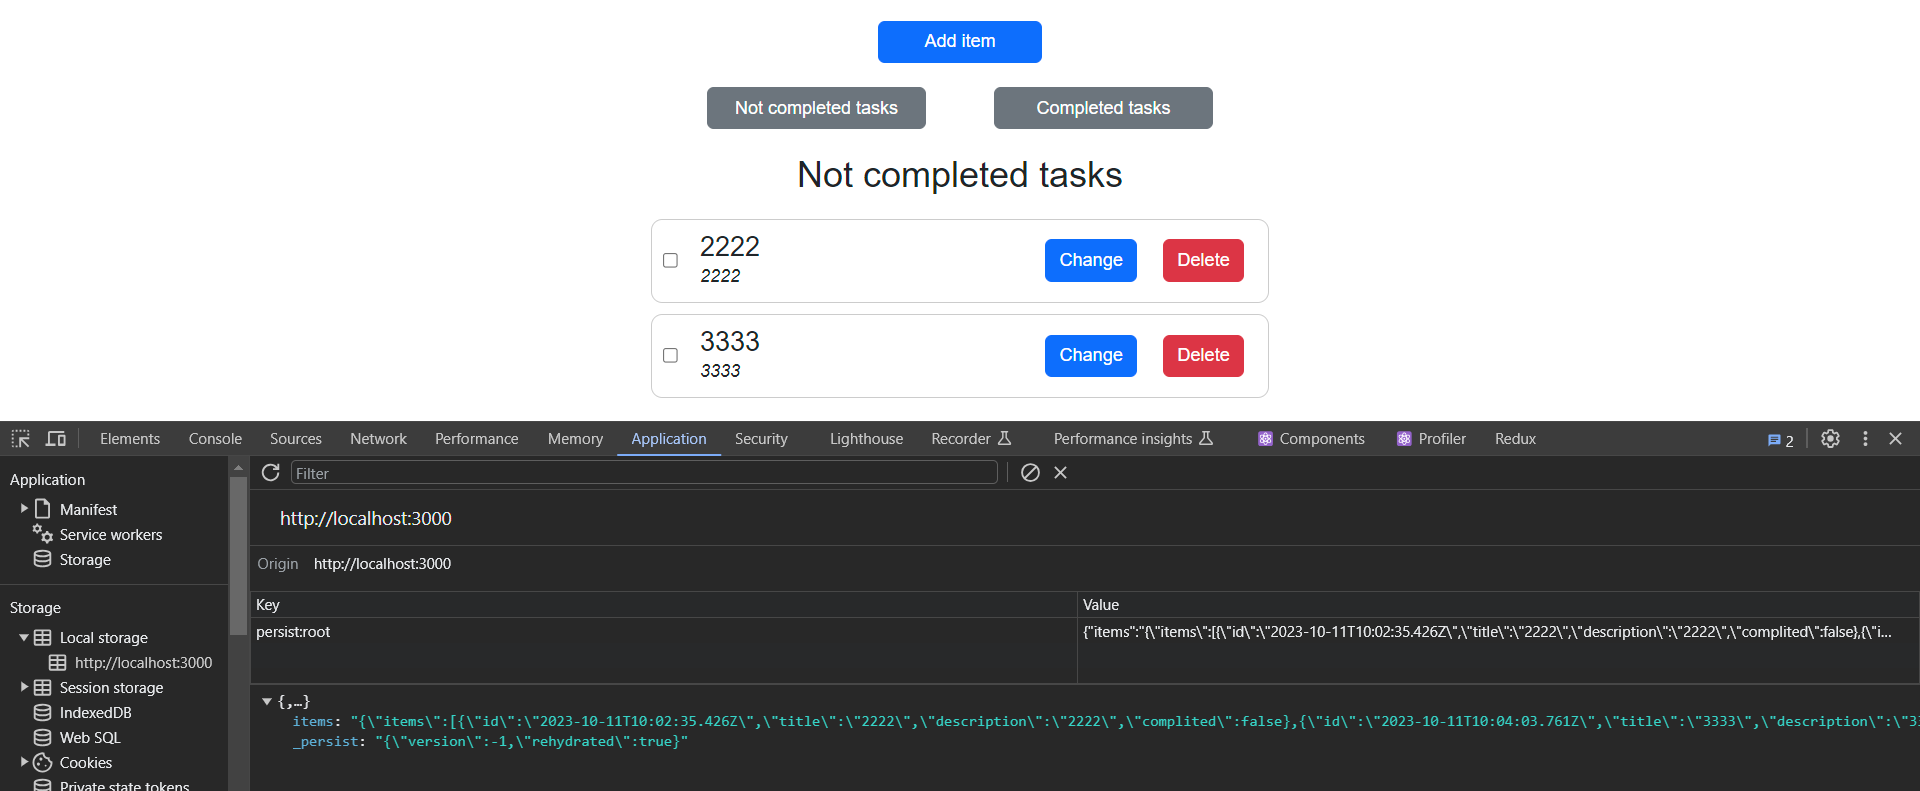 Add item
Not completed tasks Completed tasks
Not completed tasks
2222
2222
Change Delete
3333
3333
Change Delete
Elements Console Sources Network Performance Memory Application Security Lighthouse Recorder Performance insights Components Profiler Redux 2
Application
Manifest
Service workers
Storage
Storage
Local storage
http://localhost:3000
Session storage
IndexedDB
Web SQL
Cookies
Private state tokens
Filter
http://localhost:3000
Origin http://localhost:3000
Key Value
persist:root {"items":"{\"items\":[{\"id\":\"2023-10-11T10:02:35.426Z\",\"title\":\"2222\",\"description\":\"2222\",\"complited\":false},{\"i...
{,…}
items: "{\"items\":[{\"id\":\"2023-10-11T10:02:35.426Z\",\"title\":\"2222\",\"description\":\"2222\",\"complited\":false},{\"id\":\"2023-10-11T10:04:03.761Z\",\"title\":\"3333\",\"description\":\"33
_persist: "{\"version\":-1,\"rehydrated\":true}"